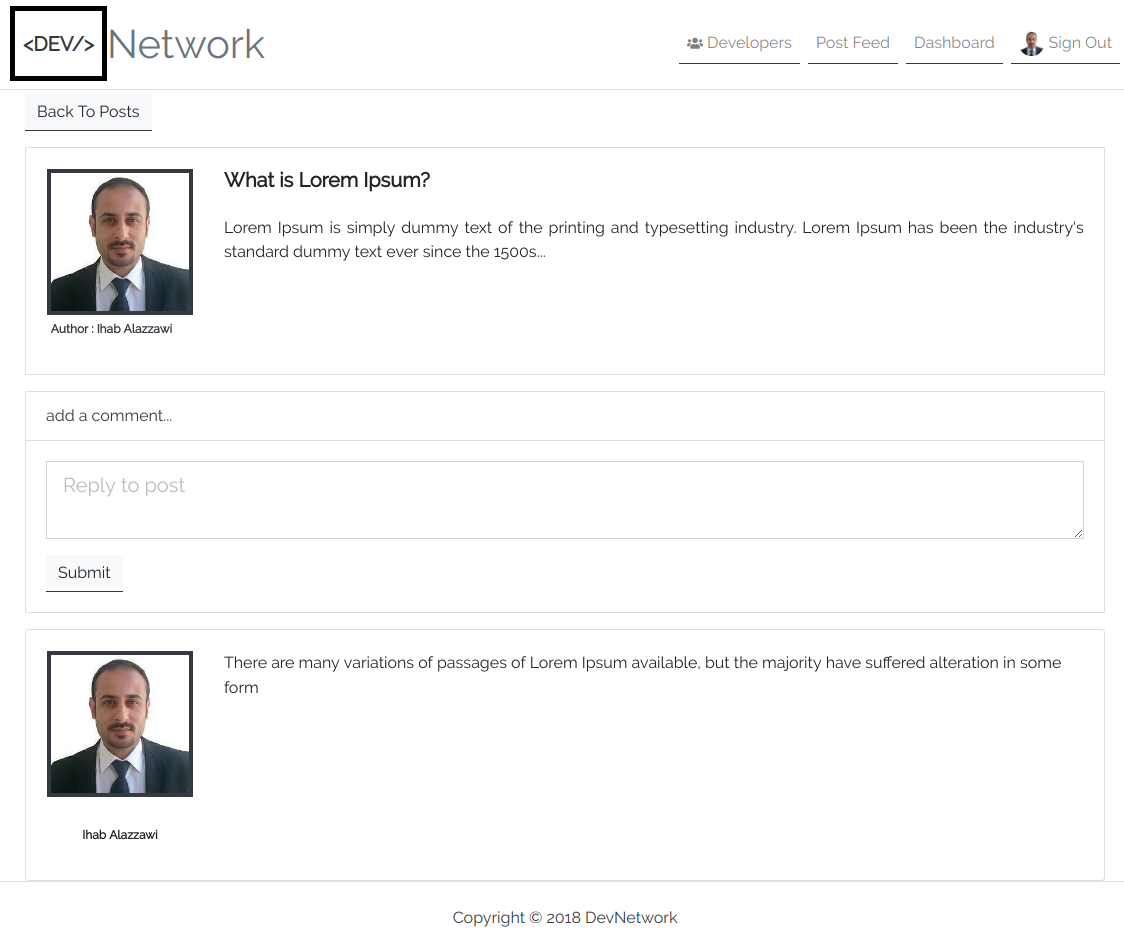 <DEV/> Network
Developers Post Feed Dashboard Sign Out
Back To Posts
What is Lorem Ipsum?
Lorem Ipsum is simply dummy text of the printing and typesetting industry. Lorem Ipsum has been the industry's
standard dummy text ever since the 1500s...
Author : Ihab Alazzawi
add a comment...
Reply to post
Submit
There are many variations of passages of Lorem Ipsum available, but the majority have suffered alteration in some
form
Ihab Alazzawi
Copyright © 2018 DevNetwork